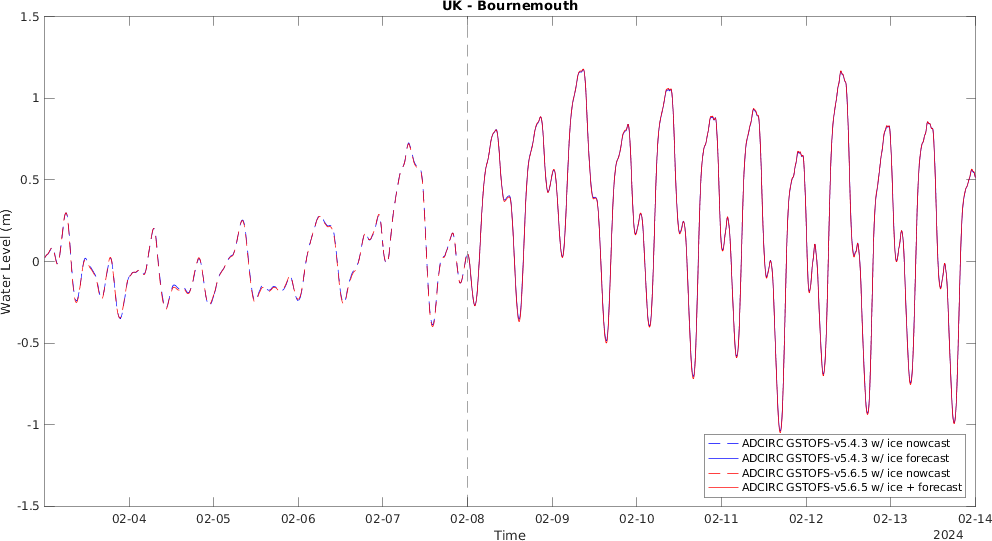 UK - Bournemouth
Water Level (m)
1.5
1
0.5
0
-0.5
-1
-1.5
ADCIRC GSTOFS-v5.4.3 w/ ice nowcast
ADCIRC GSTOFS-v5.4.3 w/ ice forecast
ADCIRC GSTOFS-v5.6.5 w/ ice nowcast
ADCIRC GSTOFS-v5.6.5 w/ ice + forecast
02-04 02-05 02-06 02-07 02-08 02-09 02-10 02-11 02-12 02-13 02-14
Time
2024